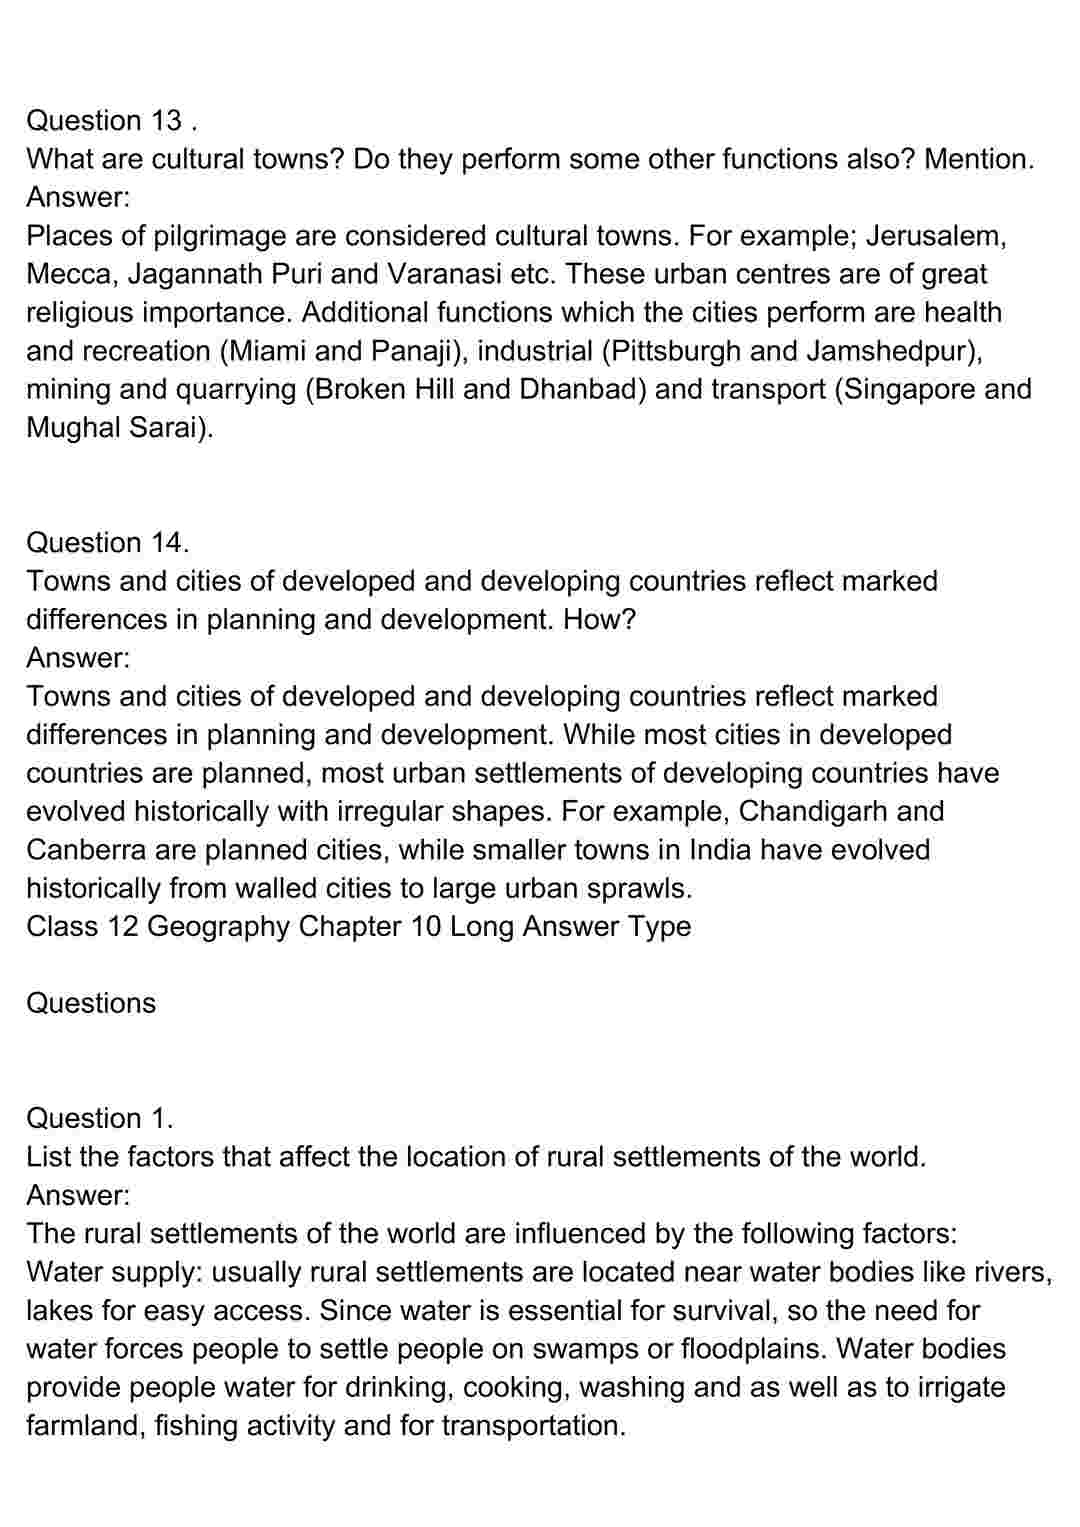 Question 13 .
What are cultural towns? Do they perform some other functions also? Mention.
Answer:
Places of pilgrimage are considered cultural towns. For example; Jerusalem,
Mecca, Jagannath Puri and Varanasi etc. These urban centres are of great
religious importance. Additional functions which the cities perform are health
and recreation (Miami and Panaji), industrial (Pittsburgh and Jamshedpur),
mining and quarrying (Broken Hill and Dhanbad) and transport (Singapore and
Mughal Sarai).
Question 14.
Towns and cities of developed and developing countries reflect marked
differences in planning and development. How?
Answer:
Towns and cities of developed and developing countries reflect marked
differences in planning and development. While most cities in developed
countries are planned, most urban settlements of developing countries have
evolved historically with irregular shapes. For example, Chandigarh and
Canberra are planned cities, while smaller towns in India have evolved
historically from walled cities to large urban sprawls.
Class 12 Geography Chapter 10 Long Answer Type
Questions
Question 1.
List the factors that affect the location of rural settlements of the world.
Answer:
The rural settlements of the world are influenced by the following factors:
Water supply: usually rural settlements are located near water bodies like rivers,
lakes for easy access. Since water is essential for survival, so the need for
water forces people to settle people on swamps or floodplains. Water bodies
provide people water for drinking, cooking, washing and as well as to irrigate
farmland, fishing activity and for transportation.